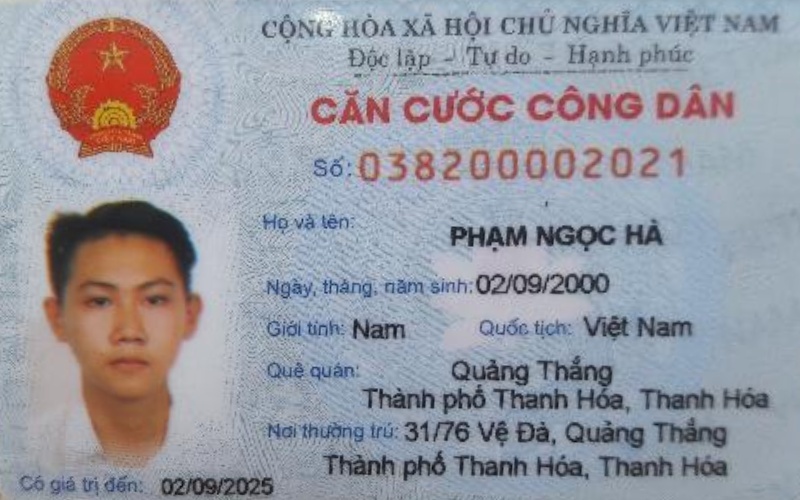 CỘNG HÒA XÃ HỘI CHỦ NGHĨA VIỆT NAM
Độc lập - Tự do - Hạnh phúc
CĂN CƯỚC CÔNG DÂN
Số: 038200002021
Họ và tên: PHẠM NGỌC HÀ
Ngày, tháng, năm sinh: 02/09/2000
Giới tính: Nam Quốc tịch: Việt Nam
Quê quán: Quảng Thắng
Thành phố Thanh Hóa, Thanh Hóa
Nơi thường trú: 31/76 Vệ Đà, Quảng Thắng
Thành phố Thanh Hóa, Thanh Hóa
Có giá trị đến: 02/09/2025